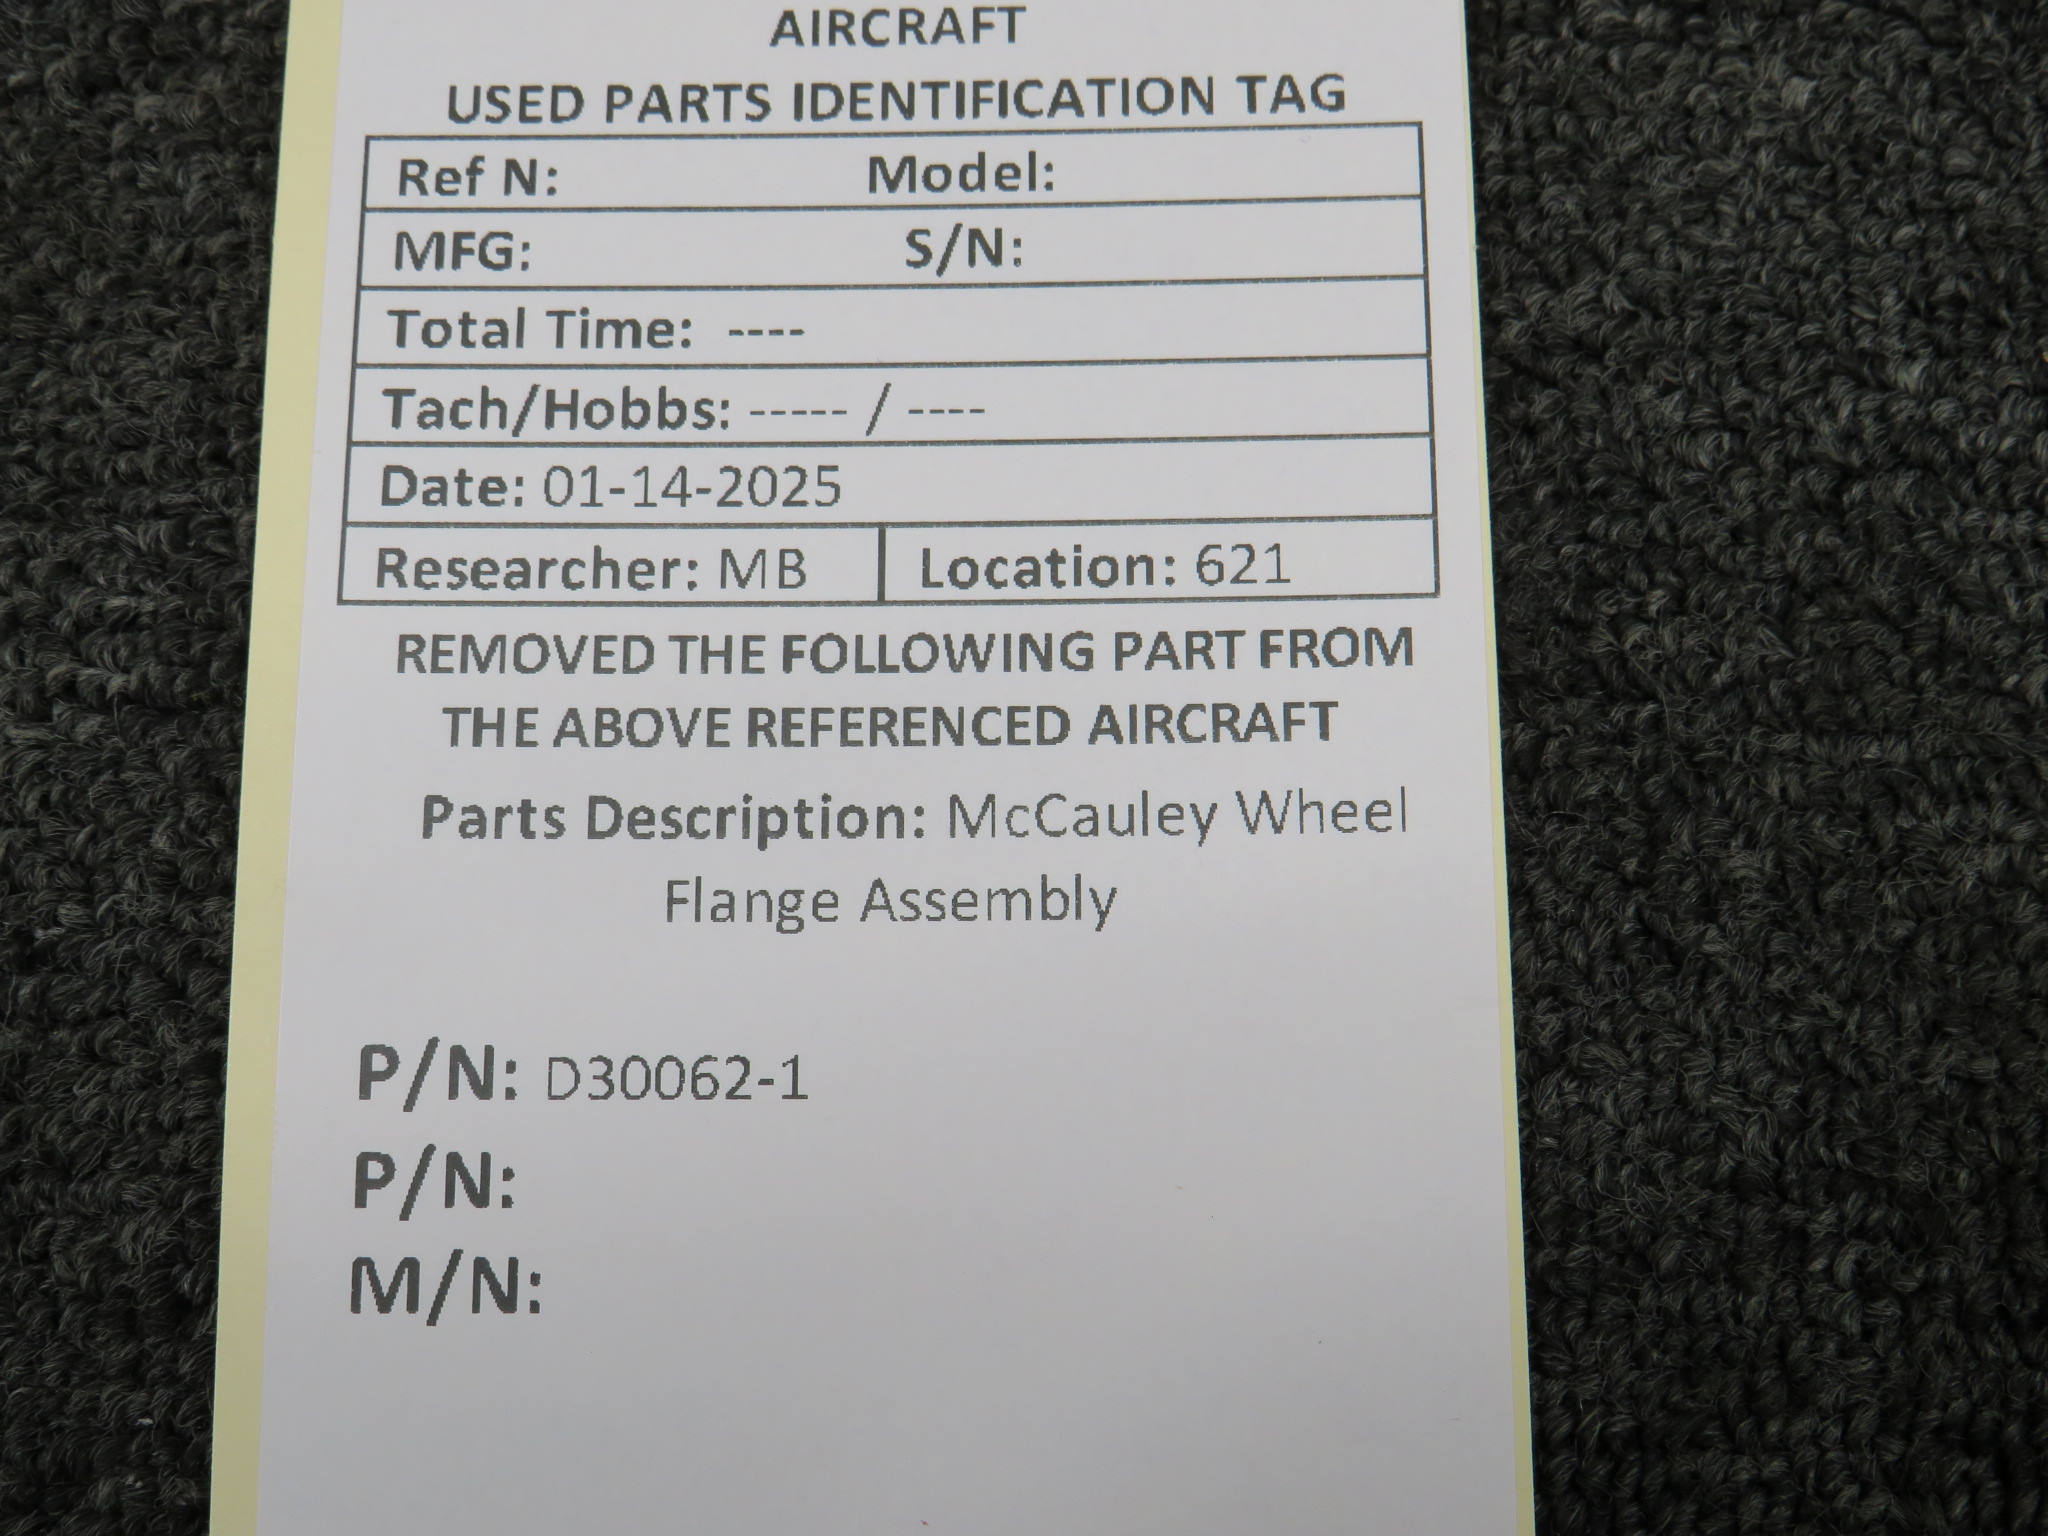 AIRCRAFT
USED PARTS IDENTIFICATION TAG
Ref N: Model:
MFG: S/N:
Total Time: ----
Tach/Hobbs: ----- / ----
Date: 01-14-2025
Researcher: MB Location: 621
REMOVED THE FOLLOWING PART FROM
THE ABOVE REFERENCED AIRCRAFT
Parts Description: McCauley Wheel
Flange Assembly
P/N: D30062-1
P/N:
M/N: